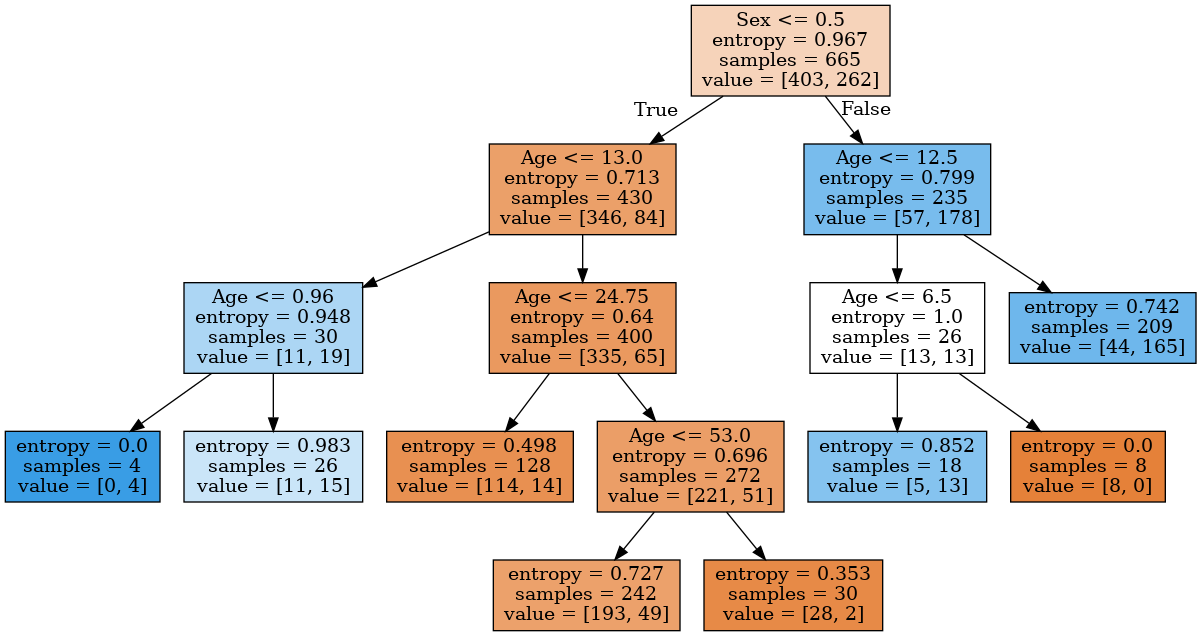 Sex <= 0.5
entropy = 0.967
samples = 665
value = [403, 262]
True
False
Age <= 13.0
entropy = 0.713
samples = 430
value = [346, 84]
Age <= 12.5
entropy = 0.799
samples = 235
value = [57, 178]
Age <= 0.96
entropy = 0.948
samples = 30
value = [11, 19]
Age <= 24.75
entropy = 0.64
samples = 400
value = [335, 65]
Age <= 6.5
entropy = 1.0
samples = 26
value = [13, 13]
entropy = 0.742
samples = 209
value = [44, 165]
entropy = 0.0
samples = 4
value = [0, 4]
entropy = 0.983
samples = 26
value = [11, 15]
entropy = 0.498
samples = 128
value = [114, 14]
Age <= 53.0
entropy = 0.696
samples = 272
value = [221, 51]
entropy = 0.852
samples = 18
value = [5, 13]
entropy = 0.0
samples = 8
value = [8, 0]
entropy = 0.727
samples = 242
value = [193, 49]
entropy = 0.353
samples = 30
value = [28, 2]